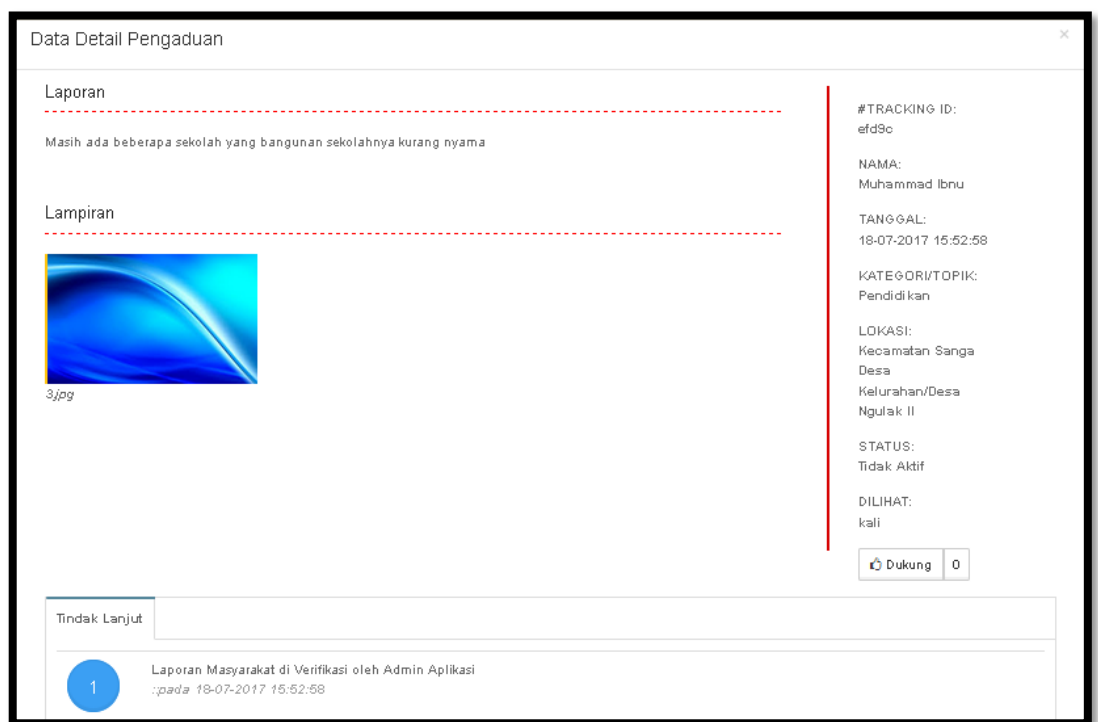 Data Detail Pengaduan
×
Laporan
Masih ada beberapa sekolah yang bangunan sekolahnya kurang nyama
Lampiran
3.jpg
#TRACKING ID:
efd9c
NAMA:
Muhammad Ibnu
TANGGAL:
18-07-2017 15:52:58
KATEGORI/TOPIK:
Pendidikan
LOKASI:
Kecamatan Sanga
Desa
Kelurahan/Desa
Ngulak II
STATUS:
Tidak Aktif
DILIHAT:
kali
Dukung 0
Tindak Lanjut
1
Laporan Masyarakat di Verifikasi oleh Admin Aplikasi
::pada 18-07-2017 15:52:58